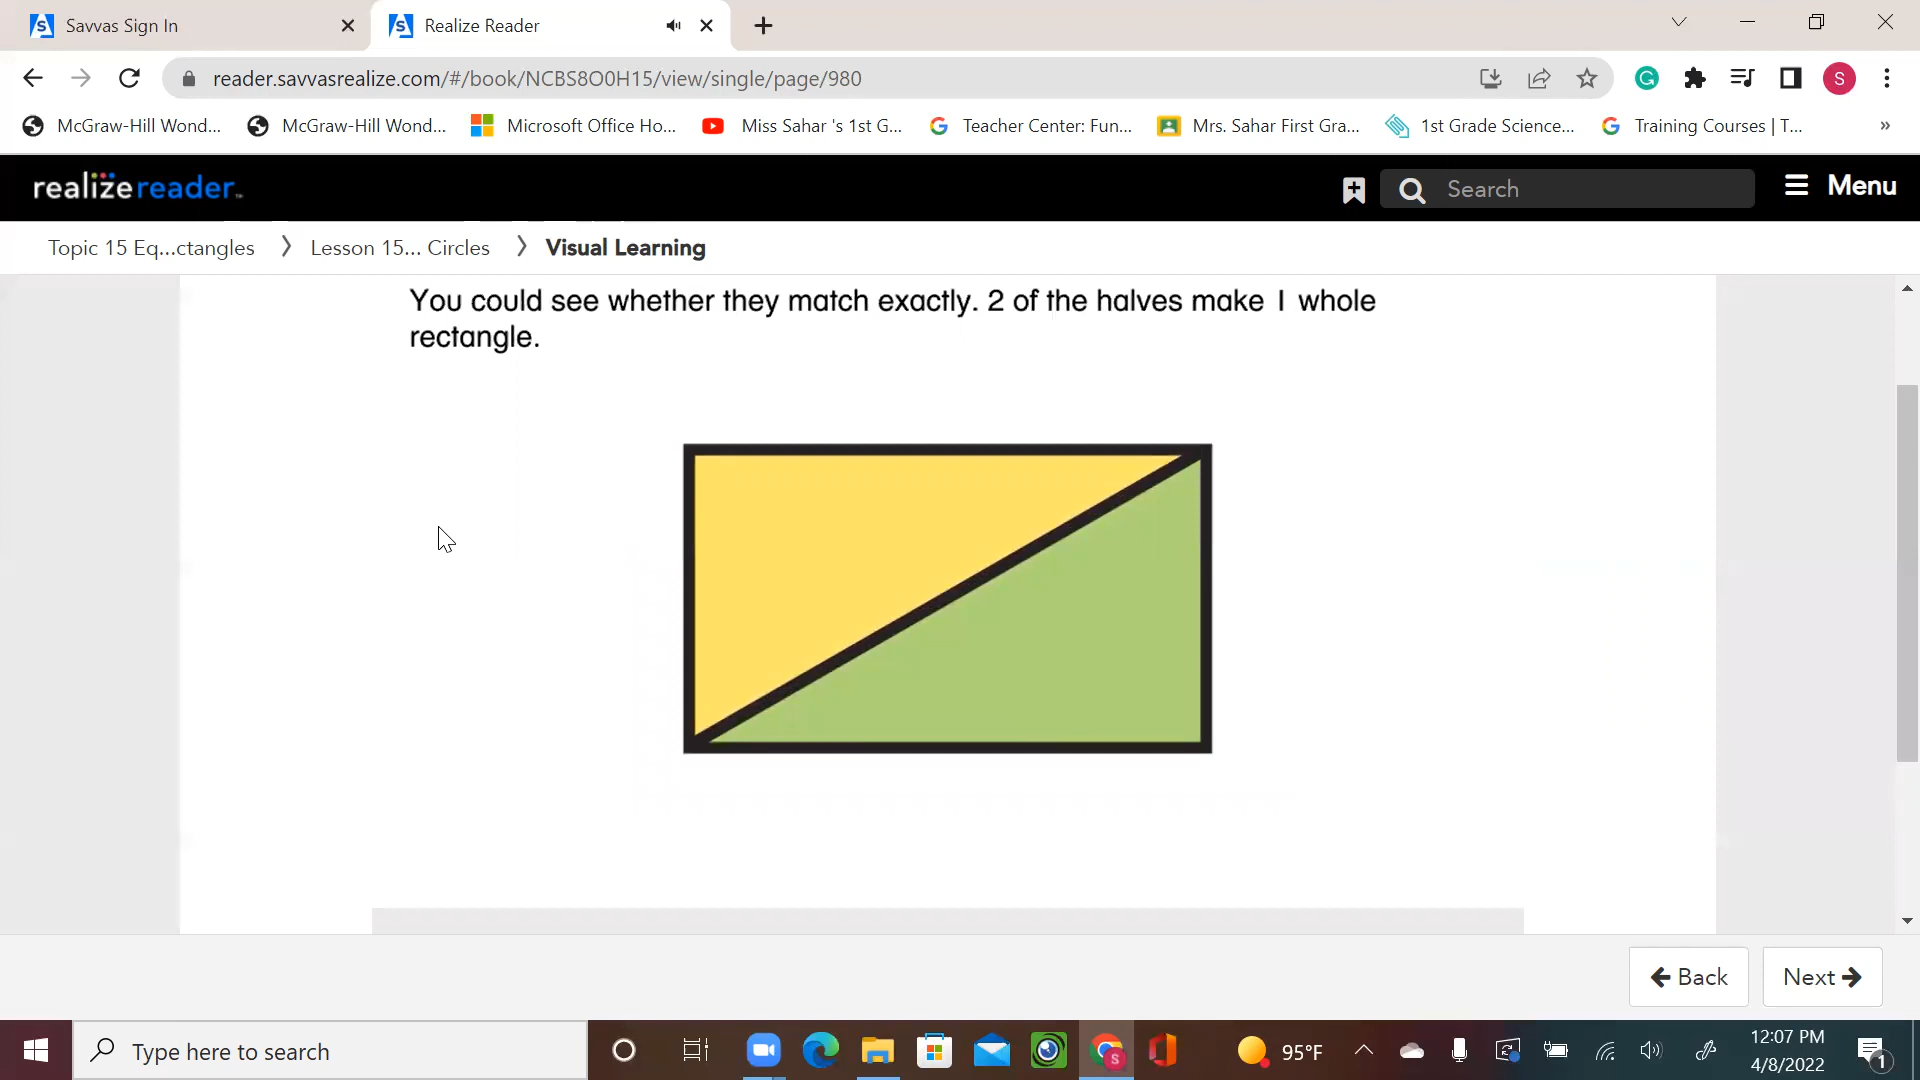 Savvas Sign In
Realize Reader
reader.savvasrealize.com/#/book/NCBS8O0H15/view/single/page/980
McGraw-Hill Wond...
McGraw-Hill Wond...
Microsoft Office Ho...
Miss Sahar 's 1st G...
Teacher Center: Fun...
Mrs. Sahar First Gra...
1st Grade Science...
Training Courses | T...
»
realizereader
Search
Menu
Topic 15 Eq...ctangles
Lesson 15... Circles
Visual Learning
You could see whether they match exactly. 2 of the halves make 1 whole
rectangle.
Back
Next
Type here to search
95°F
12:07 PM
4/8/2022
1